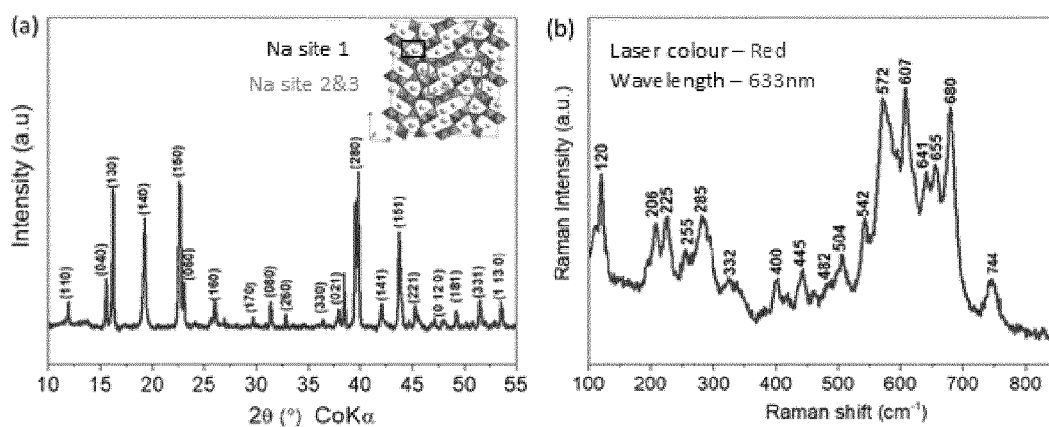 (a)
Na site 1
Na site 2&3
Intensity (a.u)
(110)
(040)
(130)
(140)
(150)
(060)
(160)
(170)
(080)
(260)
(330)
(021)
(280)
(141)
(151)
(221)
(0 12 0)
(181)
(331)
(1 13 0)
10 15 20 25 30 35 40 45 50 55
2θ (°) CoKα
(b)
Laser colour – Red
Wavelength – 633nm
Raman Intensity (a.u.)
120
206
225
255
285
332
400
445
482
504
542
572
607
641
655
680
744
100 200 300 400 500 600 700 800
Raman shift (cm⁻¹)